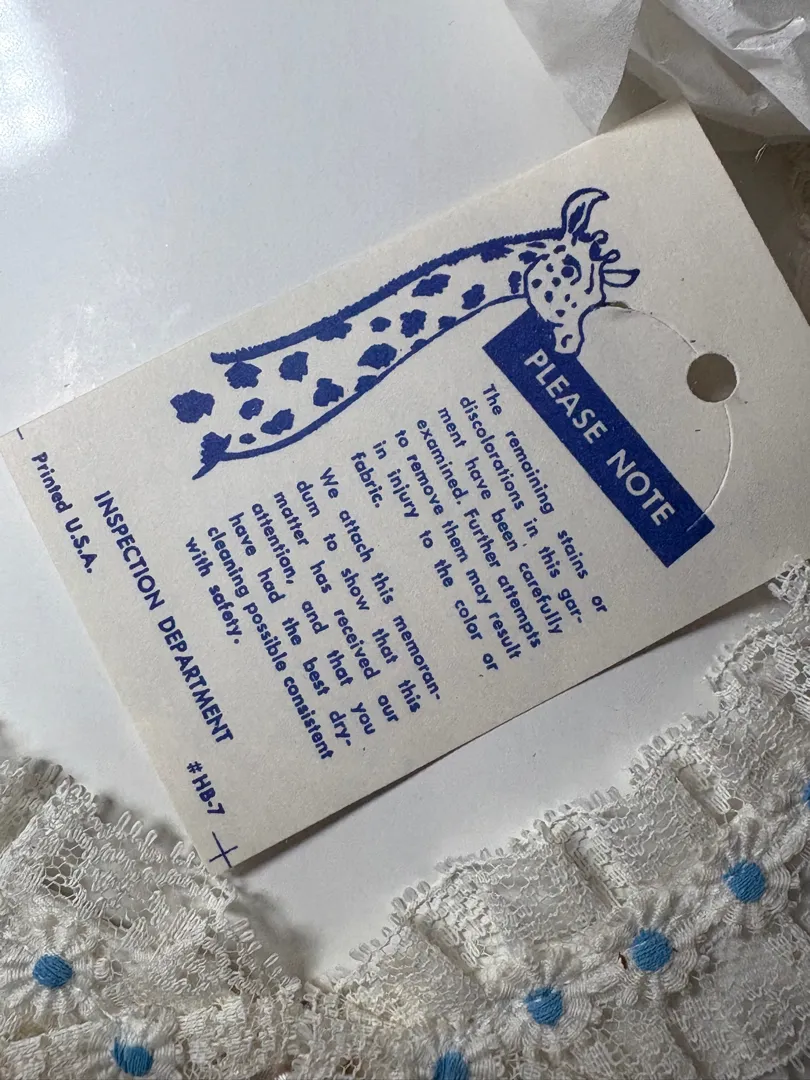 PLEASE NOTE
The remaining stains or
discolorations in this gar-
ment have been carefully
examined. Further attempts
to remove them may result
in injury to the color or
fabric.
We attach this memoran-
dum to show that this
matter has received our
attention, and that you
have had the best dry-
cleaning possible consistent
with safety.
INSPECTION DEPARTMENT
Printed U.S.A.
#HB-7